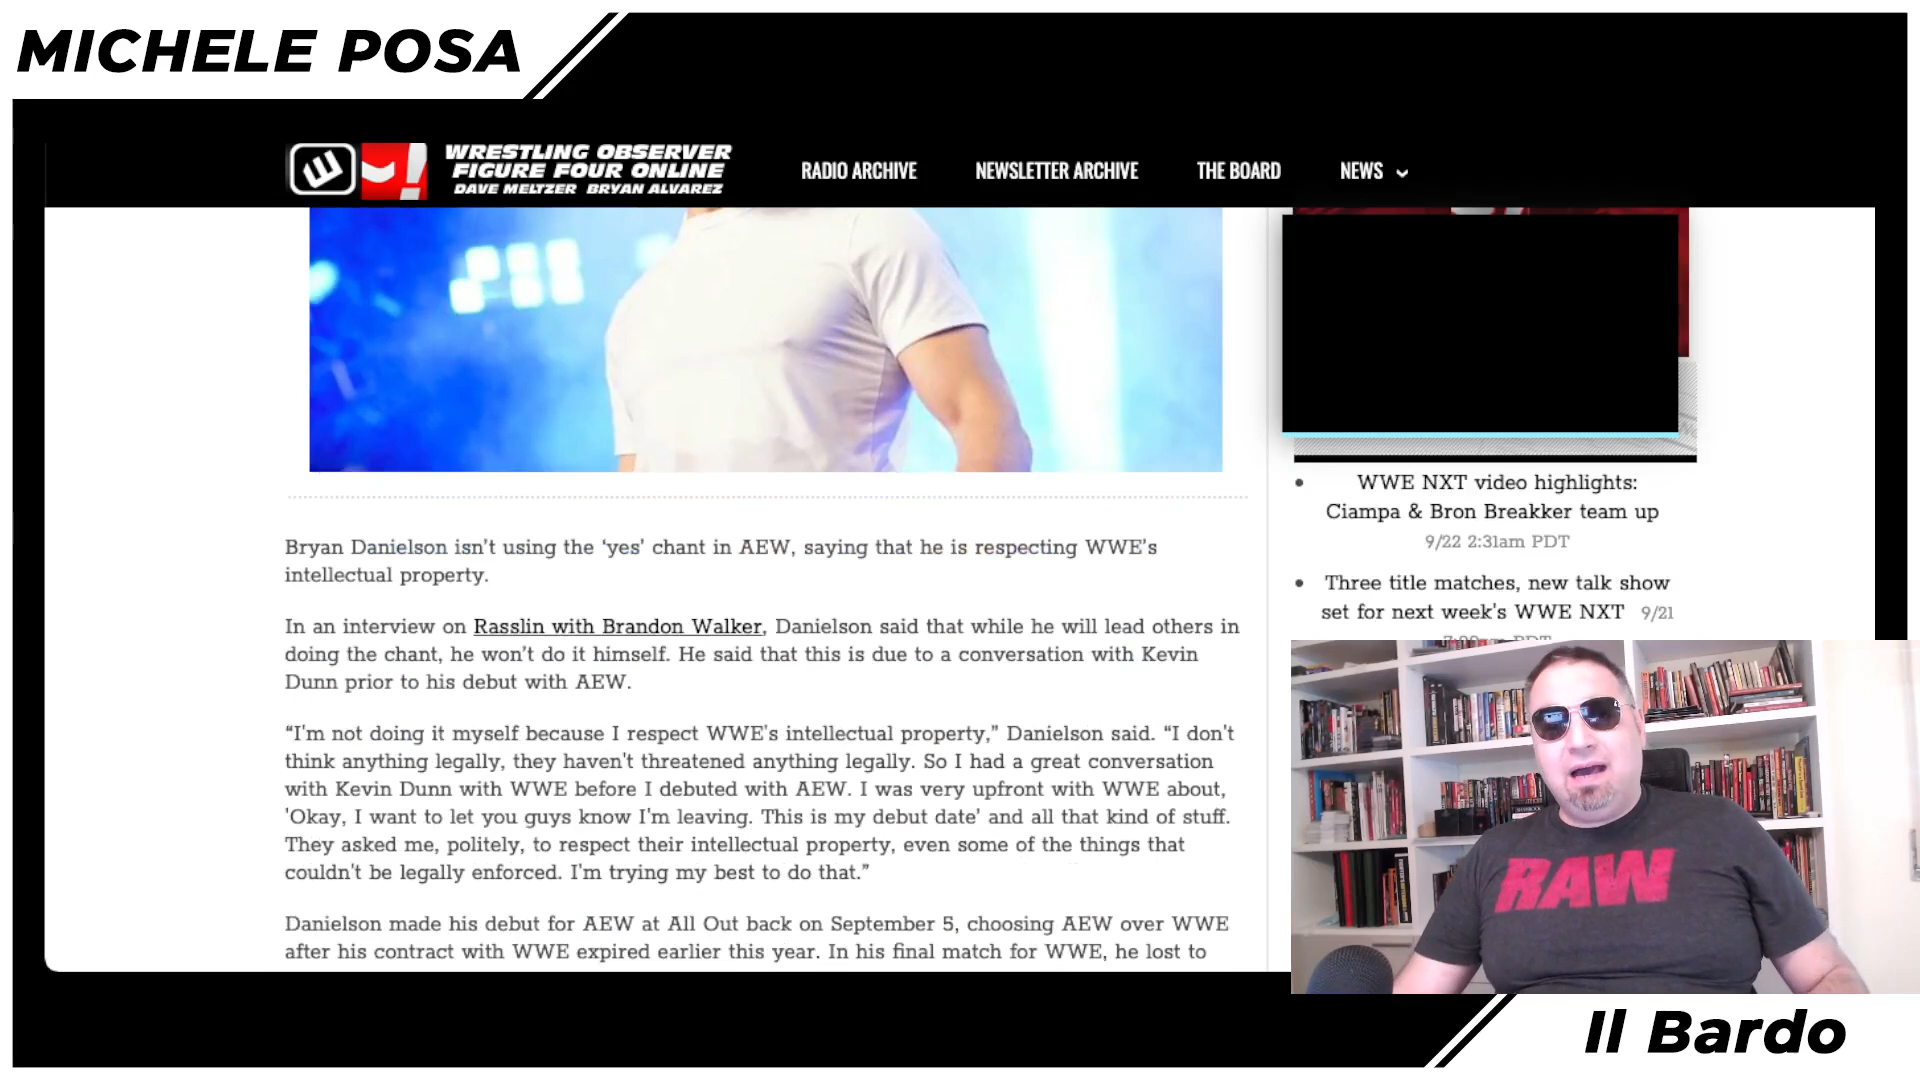 MICHELE POSA
WRESTLING OBSERVER
FIGURE FOUR ONLINE
DAVE MELTZER BRYAN ALVAREZ
RADIO ARCHIVE
NEWSLETTER ARCHIVE
THE BOARD
NEWS
Bryan Danielson isn’t using the ‘yes’ chant in AEW, saying that he is respecting WWE’s
intellectual property.
In an interview on Rasslin with Brandon Walker, Danielson said that while he will lead others in
doing the chant, he won’t do it himself. He said that this is due to a conversation with Kevin
Dunn prior to his debut with AEW.
“I'm not doing it myself because I respect WWE's intellectual property,” Danielson said. “I don't
think anything legally, they haven't threatened anything legally. So I had a great conversation
with Kevin Dunn with WWE before I debuted with AEW. I was very upfront with WWE about,
'Okay, I want to let you guys know I'm leaving. This is my debut date' and all that kind of stuff.
They asked me, politely, to respect their intellectual property, even some of the things that
couldn't be legally enforced. I'm trying my best to do that.”
Danielson made his debut for AEW at All Out back on September 5, choosing AEW over WWE
after his contract with WWE expired earlier this year. In his final match for WWE, he lost to
WWE NXT video highlights:
Ciampa & Bron Breakker team up
9/22 2:31am PDT
Three title matches, new talk show
set for next week's WWE NXT 9/21
RAW
Il Bardo